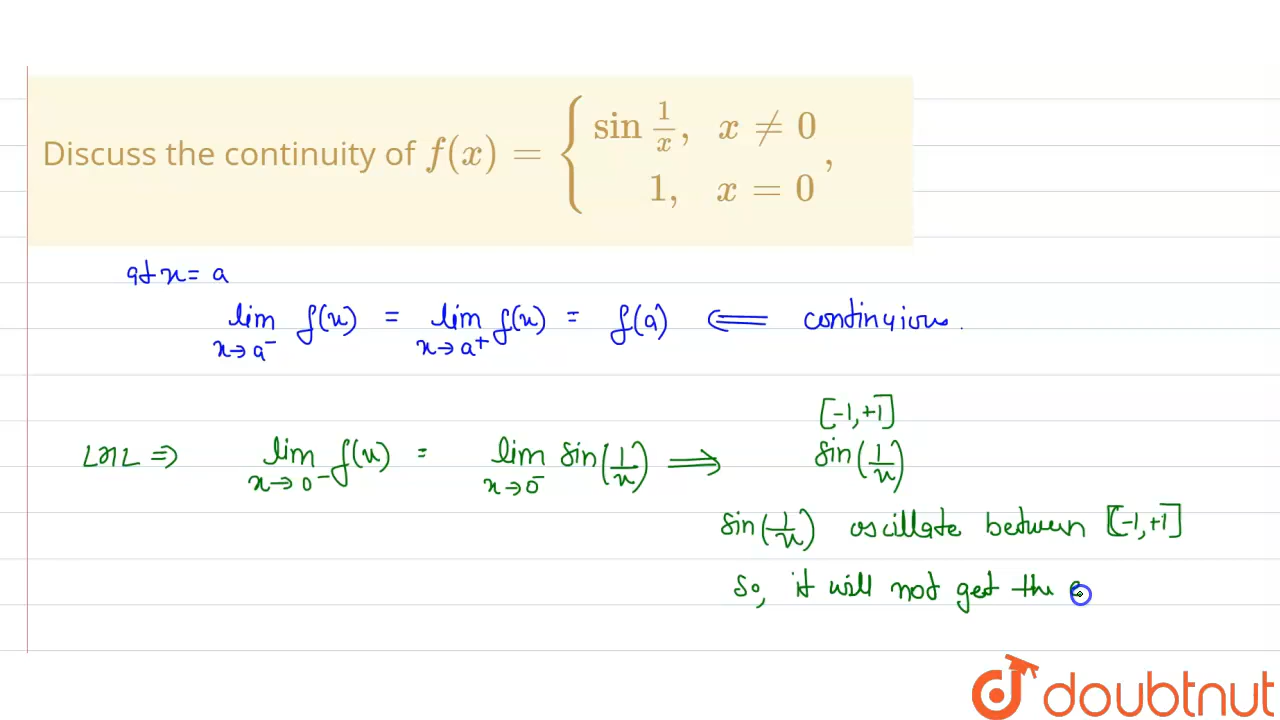 Discuss the continuity of f(x) = { sin 1/x, x ≠ 0
1, x = 0 ,
at x = a
lim x→a⁻ f(x) = lim x→a⁺ f(x) = f(a) ⟸ continuious.
[-1,+1]
LHL ⇒ lim x→0⁻ f(x) = lim x→0⁻ sin(1/x) ⟹ sin(1/x)
sin(1/x) oscillate between [-1,+1]
So, it will not get the
doubtnut